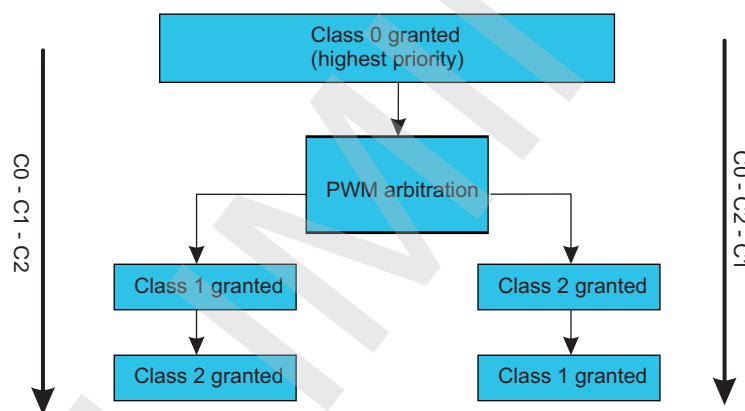 Class 0 granted
(highest priority)
PWM arbitration
C0 - C1 - C2
C0 - C2 - C1
Class 1 granted
Class 2 granted
Class 2 granted
Class 1 granted